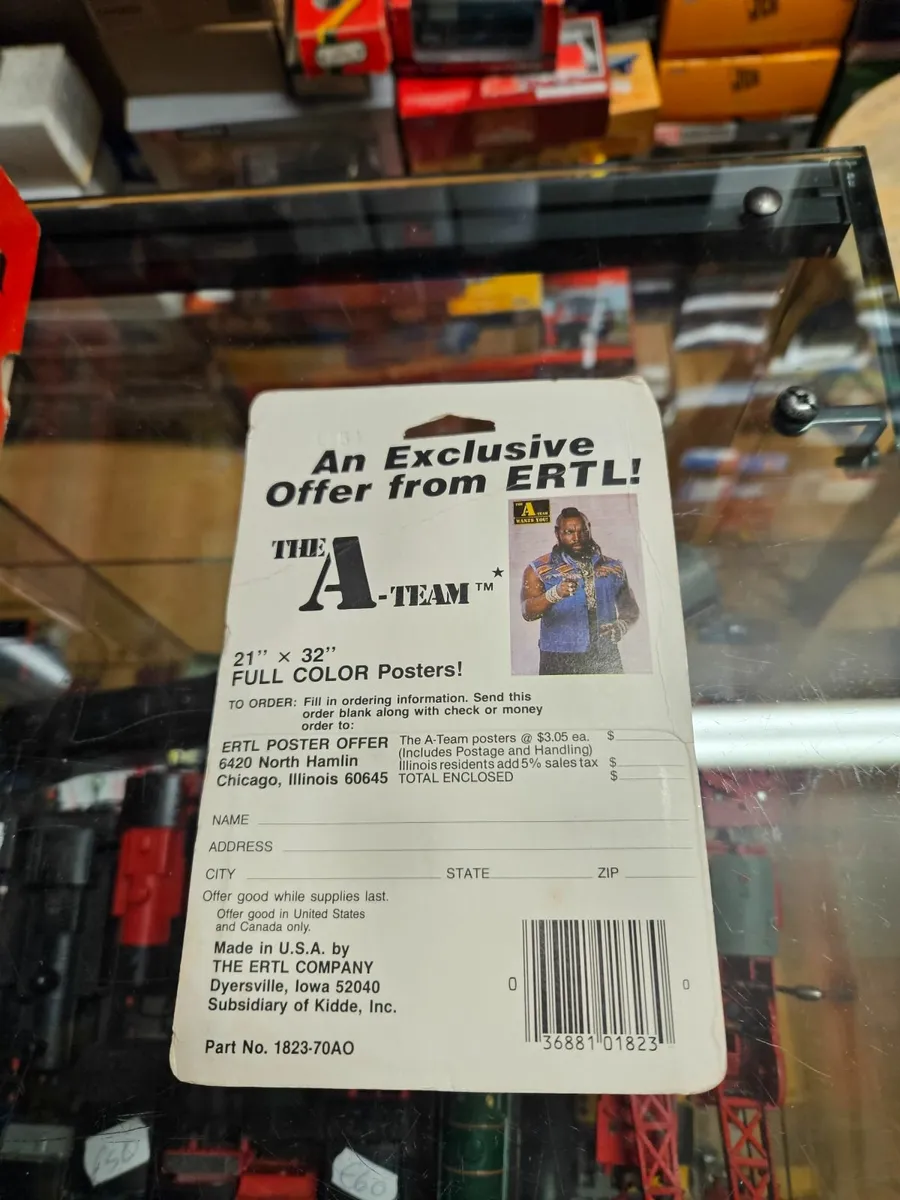 An Exclusive
Offer from ERTL!
THE
A-TEAM™*
THE
A TEAM
WANTS YOU!
21" × 32"
FULL COLOR Posters!
TO ORDER: Fill in ordering information. Send this
order blank along with check or money
order to:
ERTL POSTER OFFER
6420 North Hamlin
Chicago, Illinois 60645
The A-Team posters @ $3.05 ea. $
(Includes Postage and Handling)
Illinois residents add 5% sales tax $
TOTAL ENCLOSED $
NAME
ADDRESS
CITY STATE ZIP
Offer good while supplies last.
Offer good in United States
and Canada only.
Made in U.S.A. by
THE ERTL COMPANY
Dyersville, Iowa 52040
Subsidiary of Kidde, Inc.
Part No. 1823-70AO
0 36881 01823 0
€60